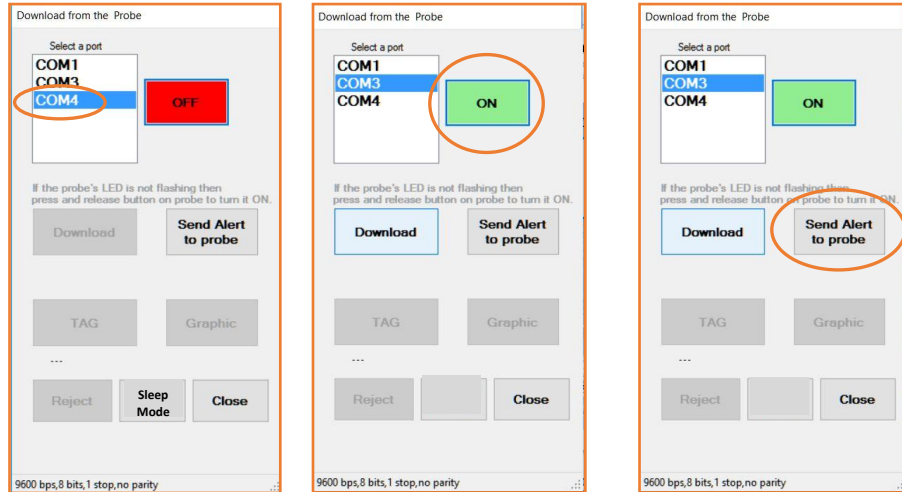 Download from the Probe
Select a port
COM1
COM3
COM4
OFF
If the probe's LED is not flashing then
press and release button on probe to turn it ON.
Download
Send Alert
to probe
TAG
Graphic
---
Reject
Sleep
Mode
Close
9600 bps,8 bits,1 stop,no parity
Download from the Probe
Select a port
COM1
COM3
COM4
ON
If the probe's LED is not flashing then
press and release button on probe to turn it ON.
Download
Send Alert
to probe
TAG
Graphic
---
Reject
Close
9600 bps,8 bits,1 stop,no parity
Download from the Probe
Select a port
COM1
COM3
COM4
ON
If the probe's LED is not flashing then
press and release button on probe to turn it ON.
Download
Send Alert
to probe
TAG
Graphic
---
Reject
Close
9600 bps,8 bits,1 stop,no parity